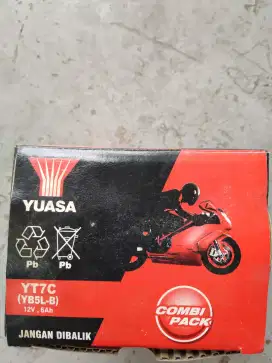 YUASA
Pb
Pb
YT7C
(YB5L-B)
12V . 6Ah
COMBI
PACK
JANGAN DIBALIK